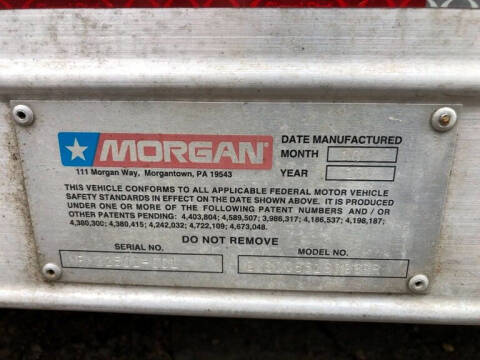 MORGAN
111 Morgan Way, Morgantown, PA 19543
DATE MANUFACTURED
MONTH
YEAR
THIS VEHICLE CONFORMS TO ALL APPLICABLE FEDERAL MOTOR VEHICLE
SAFETY STANDARDS IN EFFECT ON THE DATE SHOWN ABOVE. IT IS PRODUCED
UNDER ONE OR MORE OF THE FOLLOWING PATENT NUMBERS AND / OR
OTHER PATENTS PENDING: 4,403,804; 4,589,507; 3,986,317; 4,186,537; 4,198,187;
4,380,300; 4,380,415; 4,242,032; 4,722,109; 4,673,048.
DO NOT REMOVE
SERIAL NO.
MODEL NO.